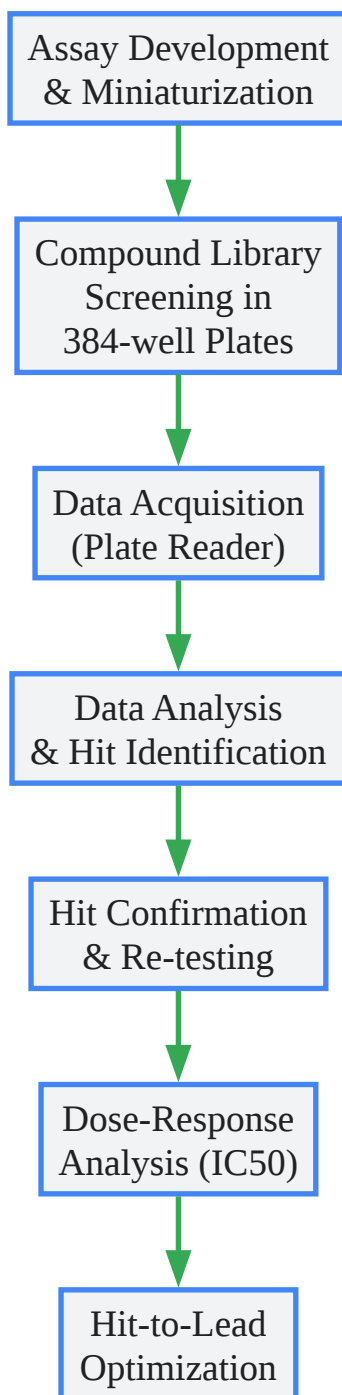 Assay Development
& Miniaturization
Compound Library
Screening in
384-well Plates
Data Acquisition
(Plate Reader)
Data Analysis
& Hit Identification
Hit Confirmation
& Re-testing
Dose-Response
Analysis (IC50)
Hit-to-Lead
Optimization